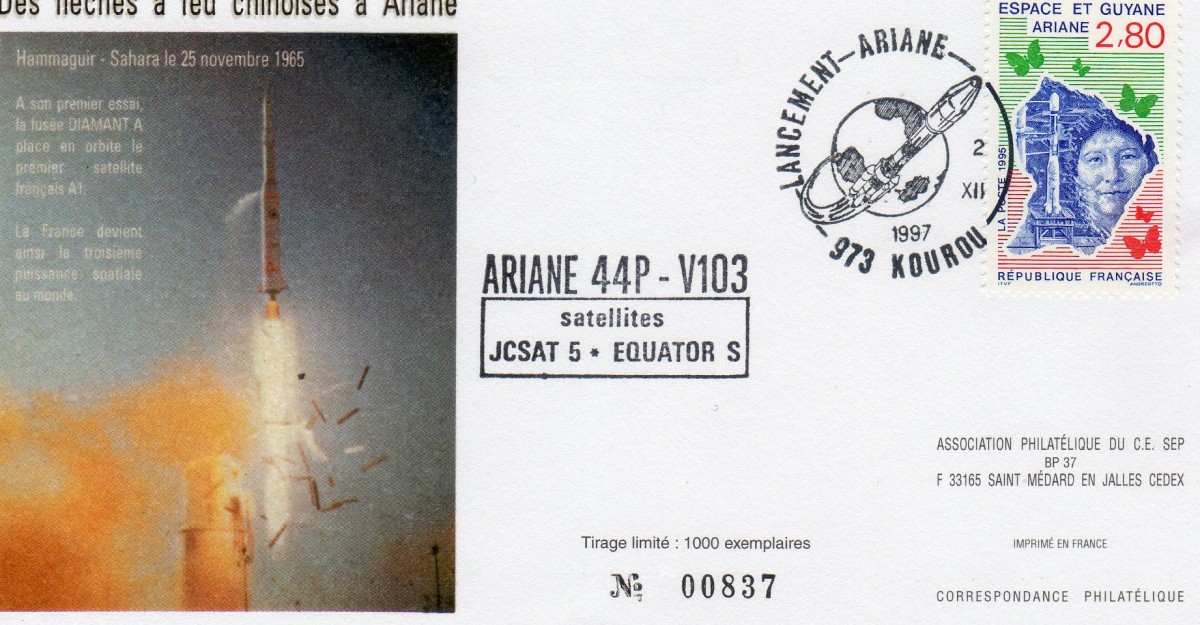 Des flèches à feu chinoises à Ariane
Hammaguir - Sahara le 25 novembre 1965
A son premier essai,
la fusée DIAMANT A
place en orbite le
premier satellite
français A1.
La France devient
ainsi la troisième
puissance spatiale
au monde.
LANCEMENT-ARIANE
2
XII
1997
973 KOUROU
ESPACE ET GUYANE
ARIANE 2,80
LA POSTE 1995
RÉPUBLIQUE FRANÇAISE
ITVF ANDREOTTO
ARIANE 44P - V103
satellites
JCSAT 5 * EQUATOR S
ASSOCIATION PHILATÉLIQUE DU C.E. SEP
BP 37
F 33165 SAINT MÉDARD EN JALLES CEDEX
Tirage limité : 1000 exemplaires
IMPRIMÉ EN FRANCE
No 00837
CORRESPONDANCE PHILATÉLIQUE